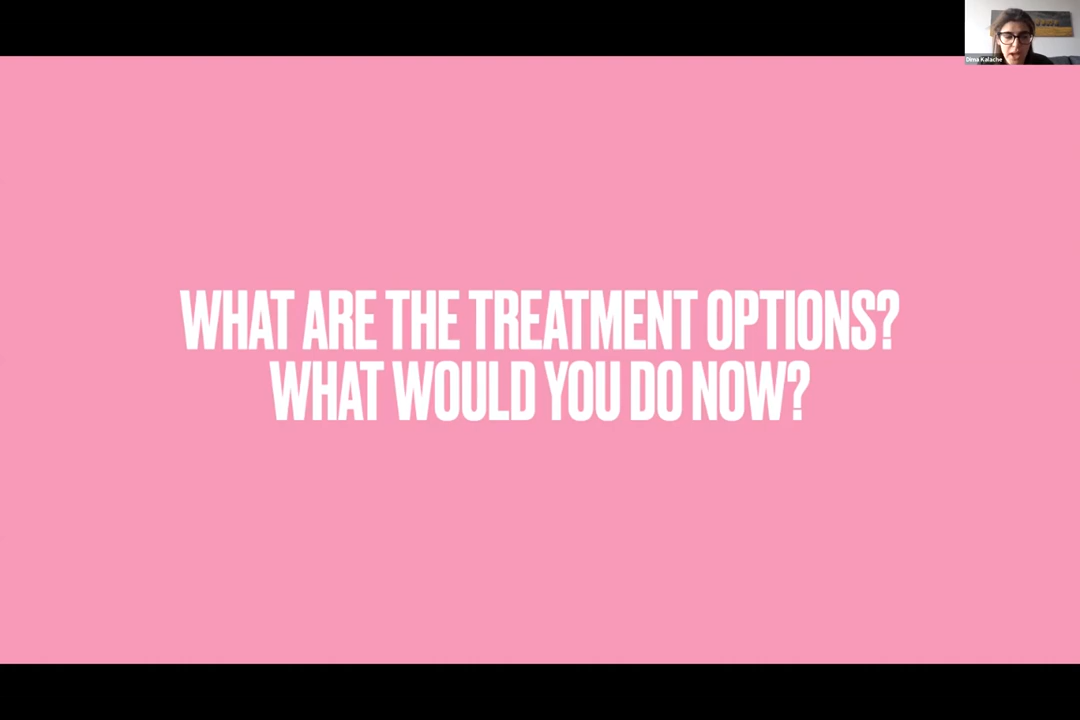 Dima Kalache
WHAT ARE THE TREATMENT OPTIONS?
WHAT WOULD YOU DO NOW?